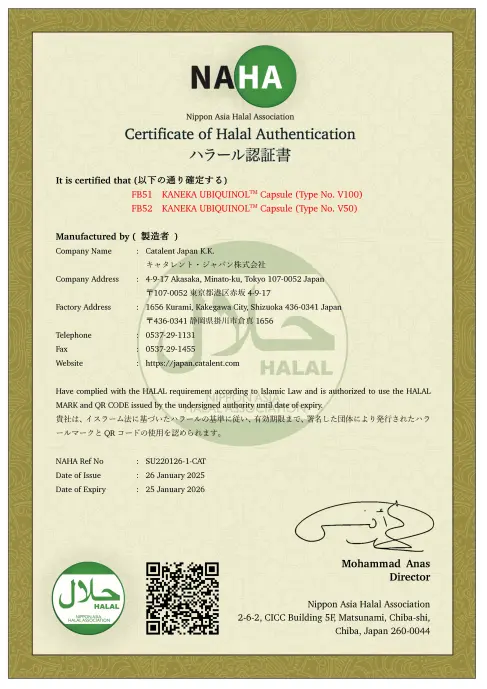 NAHA
Nippon Asia Halal Association
Certificate of Halal Authentication
ハラール認証書
It is certified that (以下の通り確定する)
FB51 KANEKA UBIQUINOL™ Capsule (Type No. V100)
FB52 KANEKA UBIQUINOL™ Capsule (Type No. V50)
Manufactured by ( 製造者 )
Company Name : Catalent Japan K.K.
キャタレント・ジャパン株式会社
Company Address : 4-9-17 Akasaka, Minato-ku, Tokyo 107-0052 Japan
〒107-0052 東京都港区赤坂 4-9-17
Factory Address : 1656 Kurami, Kakegawa City, Shizuoka 436-0341 Japan
〒436-0341 静岡県掛川市倉真 1656
Telephone : 0537-29-1131
Fax : 0537-29-1455
Website : https://japan.catalent.com
حلال
HALAL
NIPPON ASIA
HALAL ASSOCIATION
Have complied with the HALAL requirement according to Islamic Law and is authorized to use the HALAL
MARK and QR CODE issued by the undersigned authority until date of expiry.
貴社は、イスラーム法に基づいたハラールの基準に従い、有効期限まで、署名した団体により発行されたハラ
ールマークと QR コードの使用を認められます。
NAHA Ref No : SU220126-1-CAT
Date of Issue : 26 January 2025
Date of Expiry : 25 January 2026
Mohammad Anas
Director
حلال
HALAL
NIPPON ASIA
HALAL ASSOCIATION
Nippon Asia Halal Association
2-6-2, CICC Building 5F, Matsunami, Chiba-shi,
Chiba, Japan 260-0044